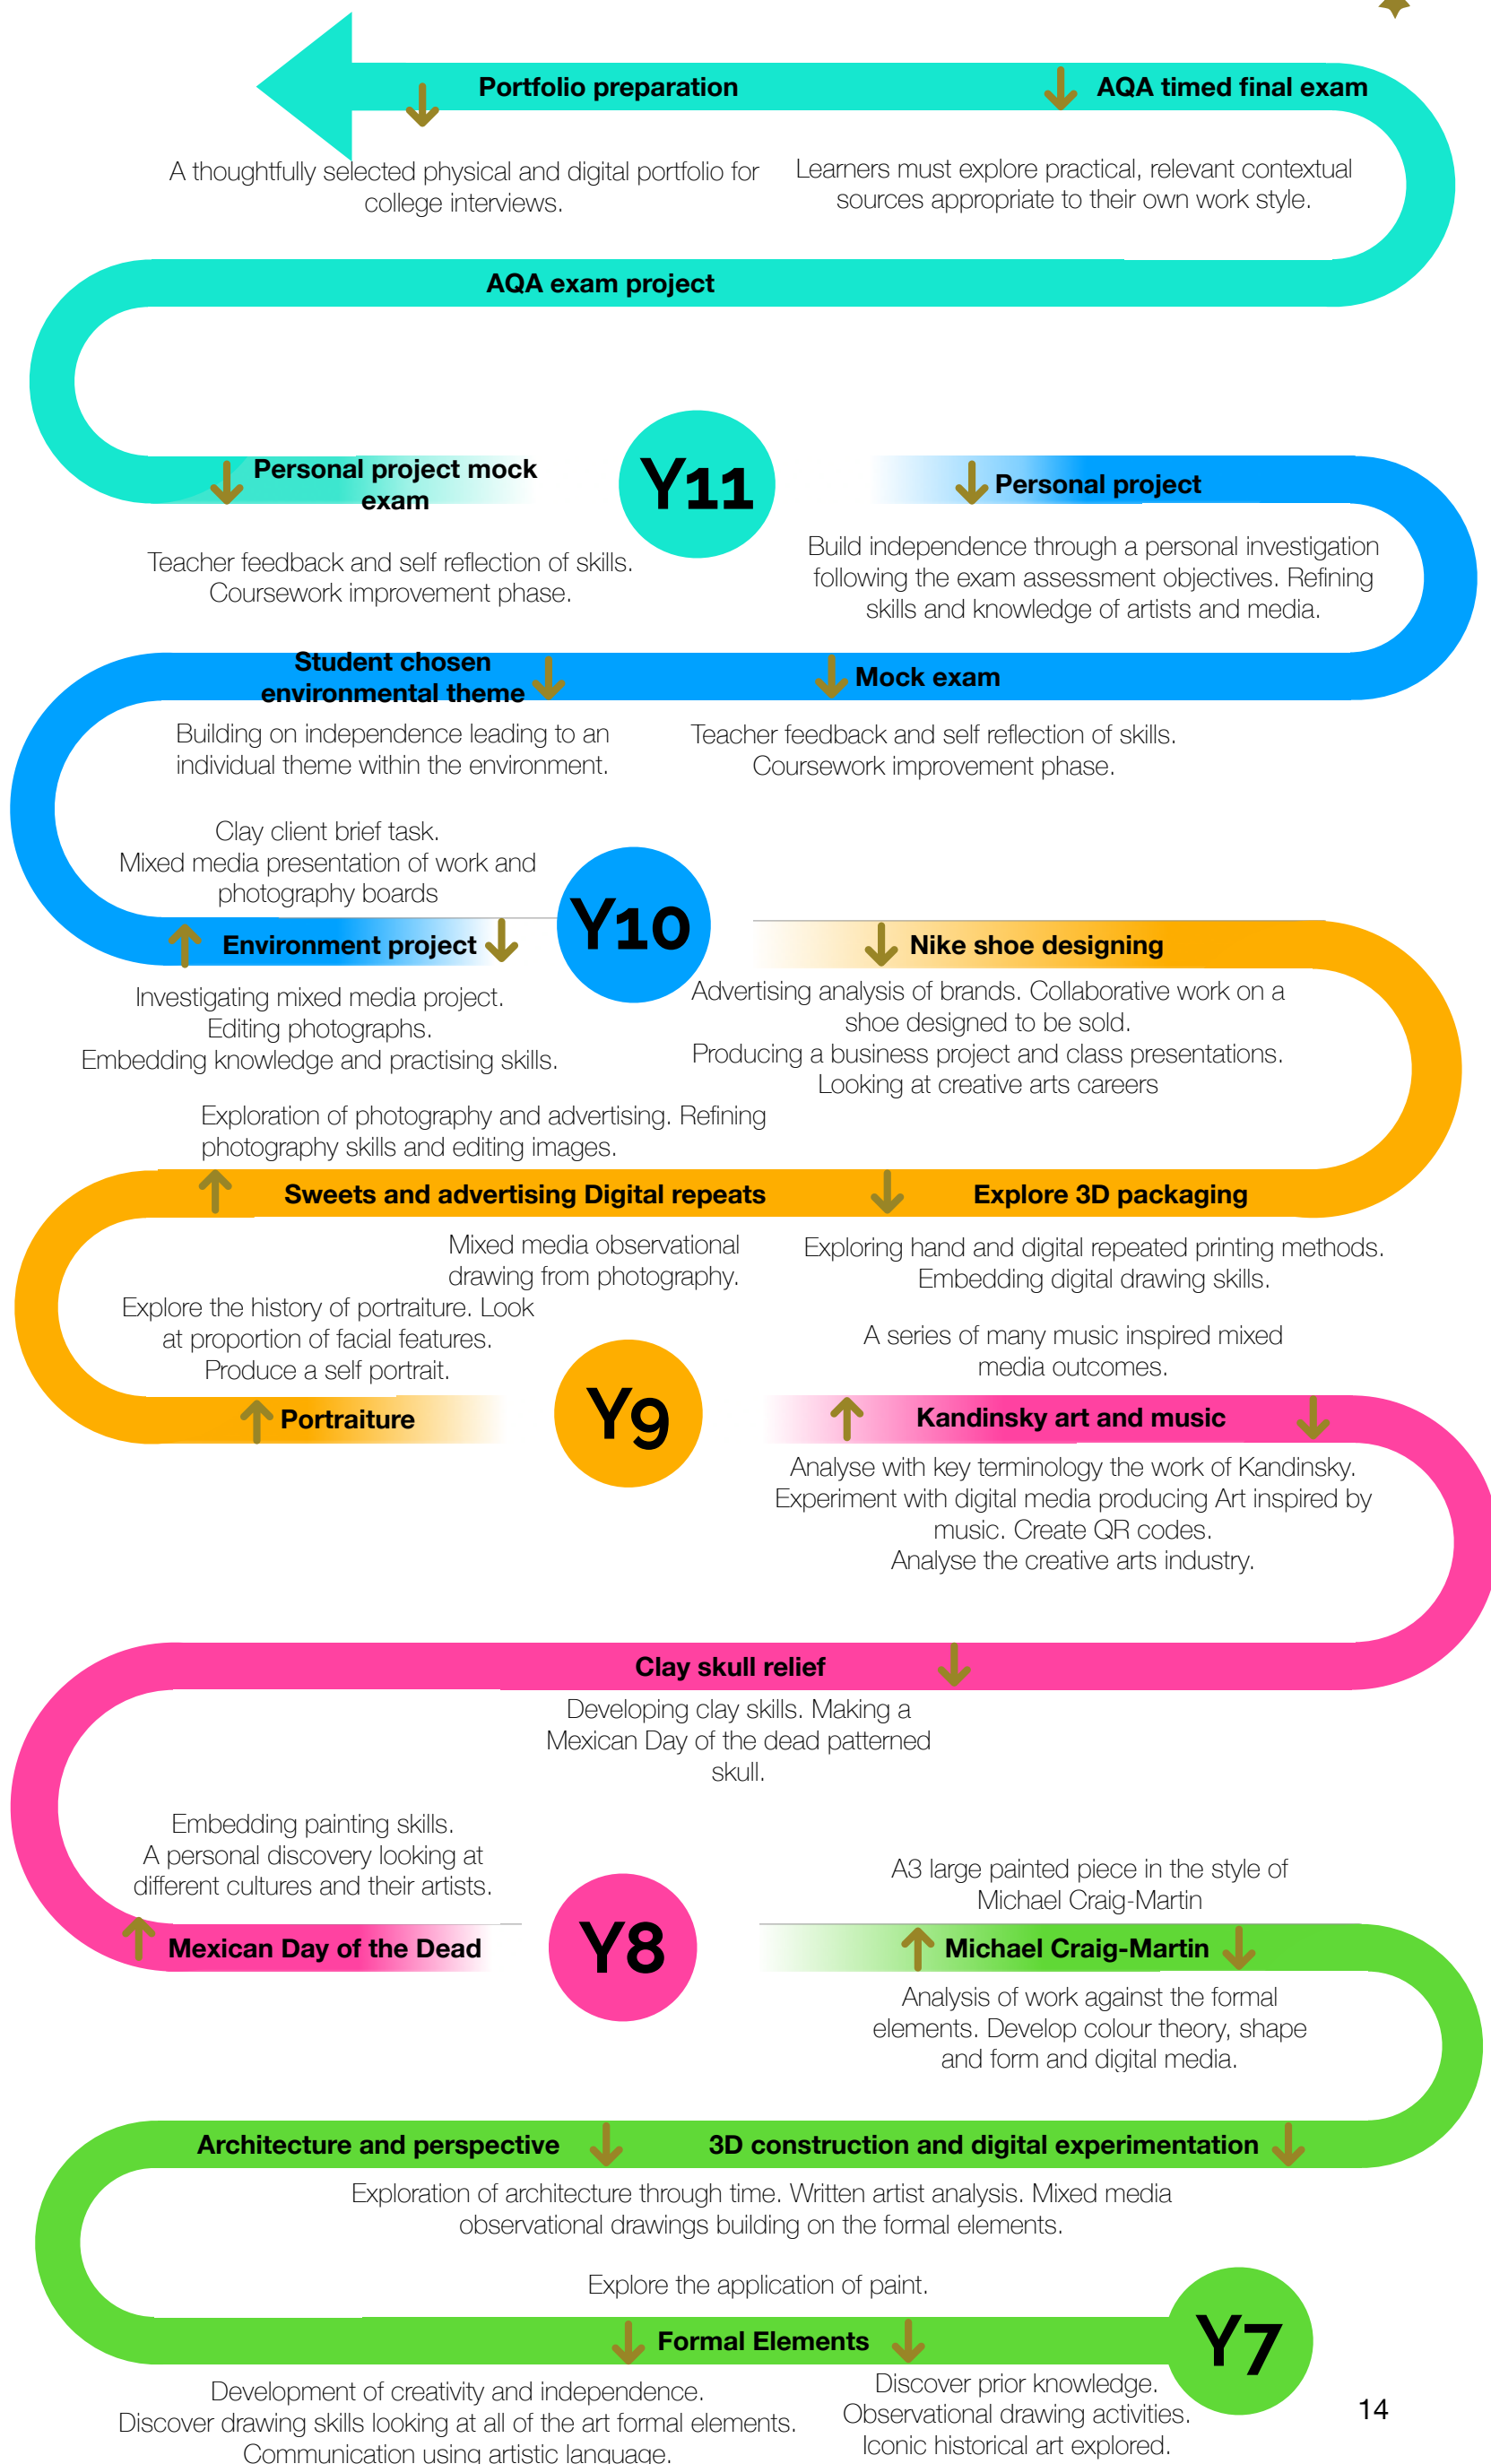 Portfolio preparation
AQA timed final exam
A thoughtfully selected physical and digital portfolio for
college interviews.
Learners must explore practical, relevant contextual
sources appropriate to their own work style.
AQA exam project
Personal project mock
exam
Y11
Personal project
Teacher feedback and self reflection of skills.
Coursework improvement phase.
Build independence through a personal investigation
following the exam assessment objectives. Refining
skills and knowledge of artists and media.
Student chosen
environmental theme
Mock exam
Building on independence leading to an
individual theme within the environment.
Teacher feedback and self reflection of skills.
Coursework improvement phase.
Clay client brief task.
Mixed media presentation of work and
photography boards
Environment project
Y10
Nike shoe designing
Investigating mixed media project.
Editing photographs.
Embedding knowledge and practising skills.
Advertising analysis of brands. Collaborative work on a
shoe designed to be sold.
Producing a business project and class presentations.
Looking at creative arts careers
Exploration of photography and advertising. Refining
photography skills and editing images.
Sweets and advertising Digital repeats
Explore 3D packaging
Mixed media observational
drawing from photography.
Exploring hand and digital repeated printing methods.
Embedding digital drawing skills.
Explore the history of portraiture. Look
at proportion of facial features.
Produce a self portrait.
A series of many music inspired mixed
media outcomes.
Portraiture
Y9
Kandinsky art and music
Analyse with key terminology the work of Kandinsky.
Experiment with digital media producing Art inspired by
music. Create QR codes.
Analyse the creative arts industry.
Clay skull relief
Developing clay skills. Making a
Mexican Day of the dead patterned
skull.
Embedding painting skills.
A personal discovery looking at
different cultures and their artists.
A3 large painted piece in the style of
Michael Craig-Martin
Mexican Day of the Dead
Y8
Michael Craig-Martin
Analysis of work against the formal
elements. Develop colour theory, shape
and form and digital media.
Architecture and perspective
3D construction and digital experimentation
Exploration of architecture through time. Written artist analysis. Mixed media
observational drawings building on the formal elements.
Explore the application of paint.
Formal Elements
Y7
Development of creativity and independence.
Discover drawing skills looking at all of the art formal elements.
Communication using artistic language.
Discover prior knowledge.
Observational drawing activities.
Iconic historical art explored.
14